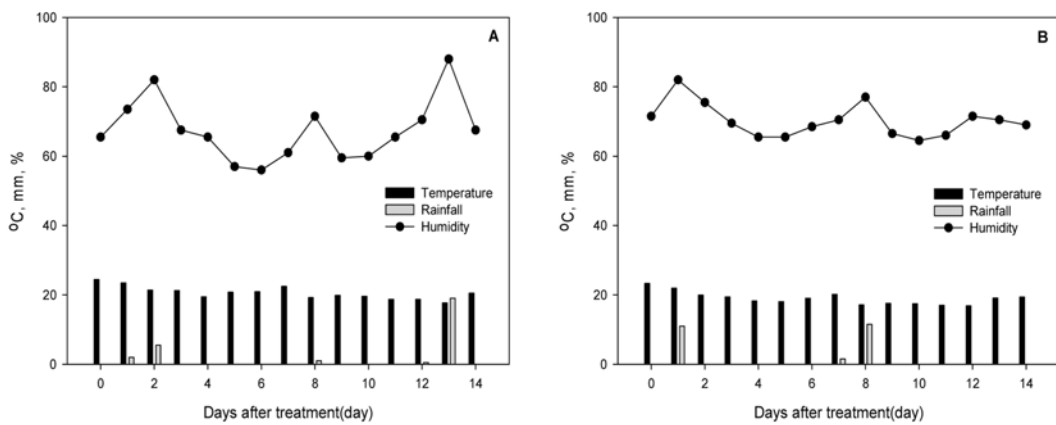 100
80
60
40
20
0
°C, mm, %
A
Temperature
Rainfall
Humidity
0 2 4 6 8 10 12 14
Days after treatment(day)
100
80
60
40
20
0
°C, mm, %
B
Temperature
Rainfall
Humidity
0 2 4 6 8 10 12 14
Days after treatment(day)